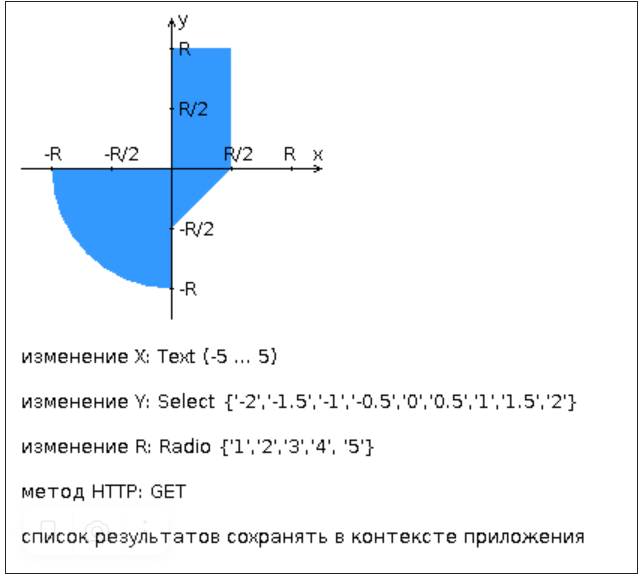 y
R
R/2
-R -R/2 R/2 R x
-R/2
-R
изменение X: Text (-5 ... 5)
изменение Y: Select {'-2','-1.5','-1','-0.5','0','0.5','1','1.5','2'}
изменение R: Radio {'1','2','3','4', '5'}
метод HTTP: GET
список результатов сохранять в контексте приложения